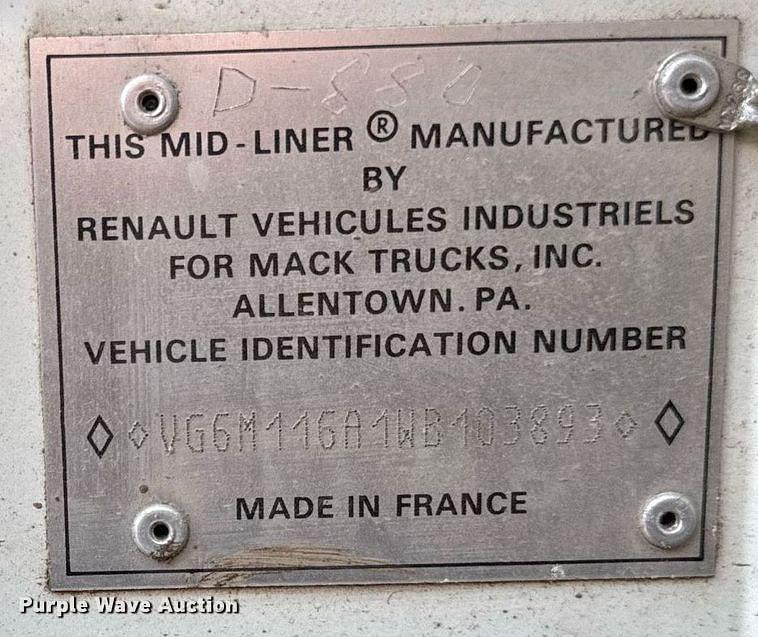 D-880
THIS MID-LINER ® MANUFACTURED
BY
RENAULT VEHICULES INDUSTRIELS
FOR MACK TRUCKS, INC.
ALLENTOWN. PA.
VEHICLE IDENTIFICATION NUMBER
◇ ◇VG6M116A1WB103893◇ ◇
MADE IN FRANCE
Purple Wave Auction